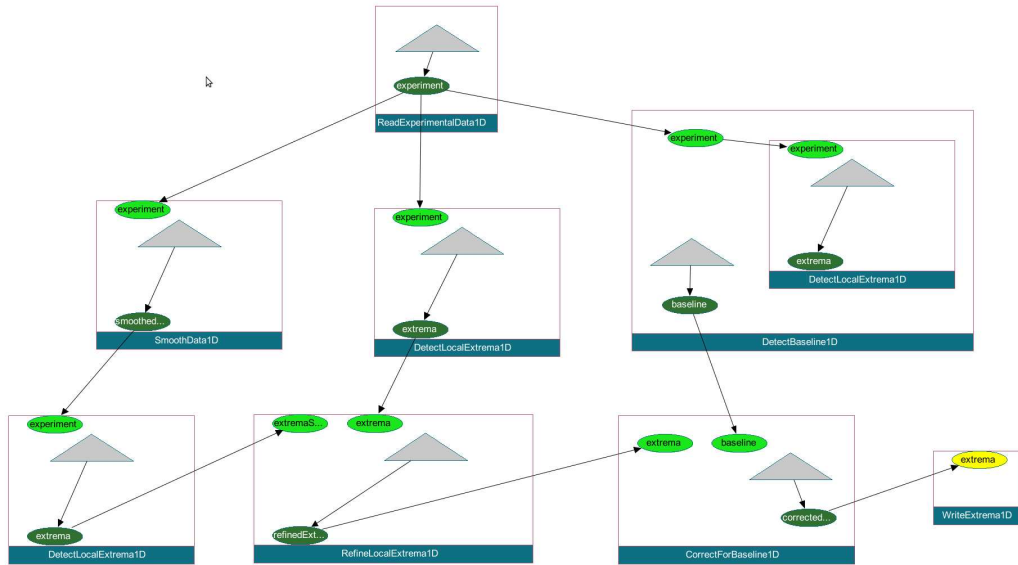 experiment
ReadExperimentalData1D
experiment
experiment
experiment
experiment
extrema
DetectLocalExtrema1D
baseline
DetectBaseline1D
smoothed...
SmoothData1D
extrema
DetectLocalExtrema1D
experiment
extrema
DetectLocalExtrema1D
extremaS...
extrema
refinedExt...
RefineLocalExtrema1D
extrema
baseline
corrected...
CorrectForBaseline1D
extrema
WriteExtrema1D